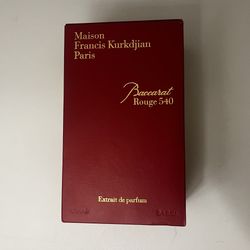 Maison
Francis Kurkdjian
Paris
Baccarat
Rouge 540
Extrait de parfum